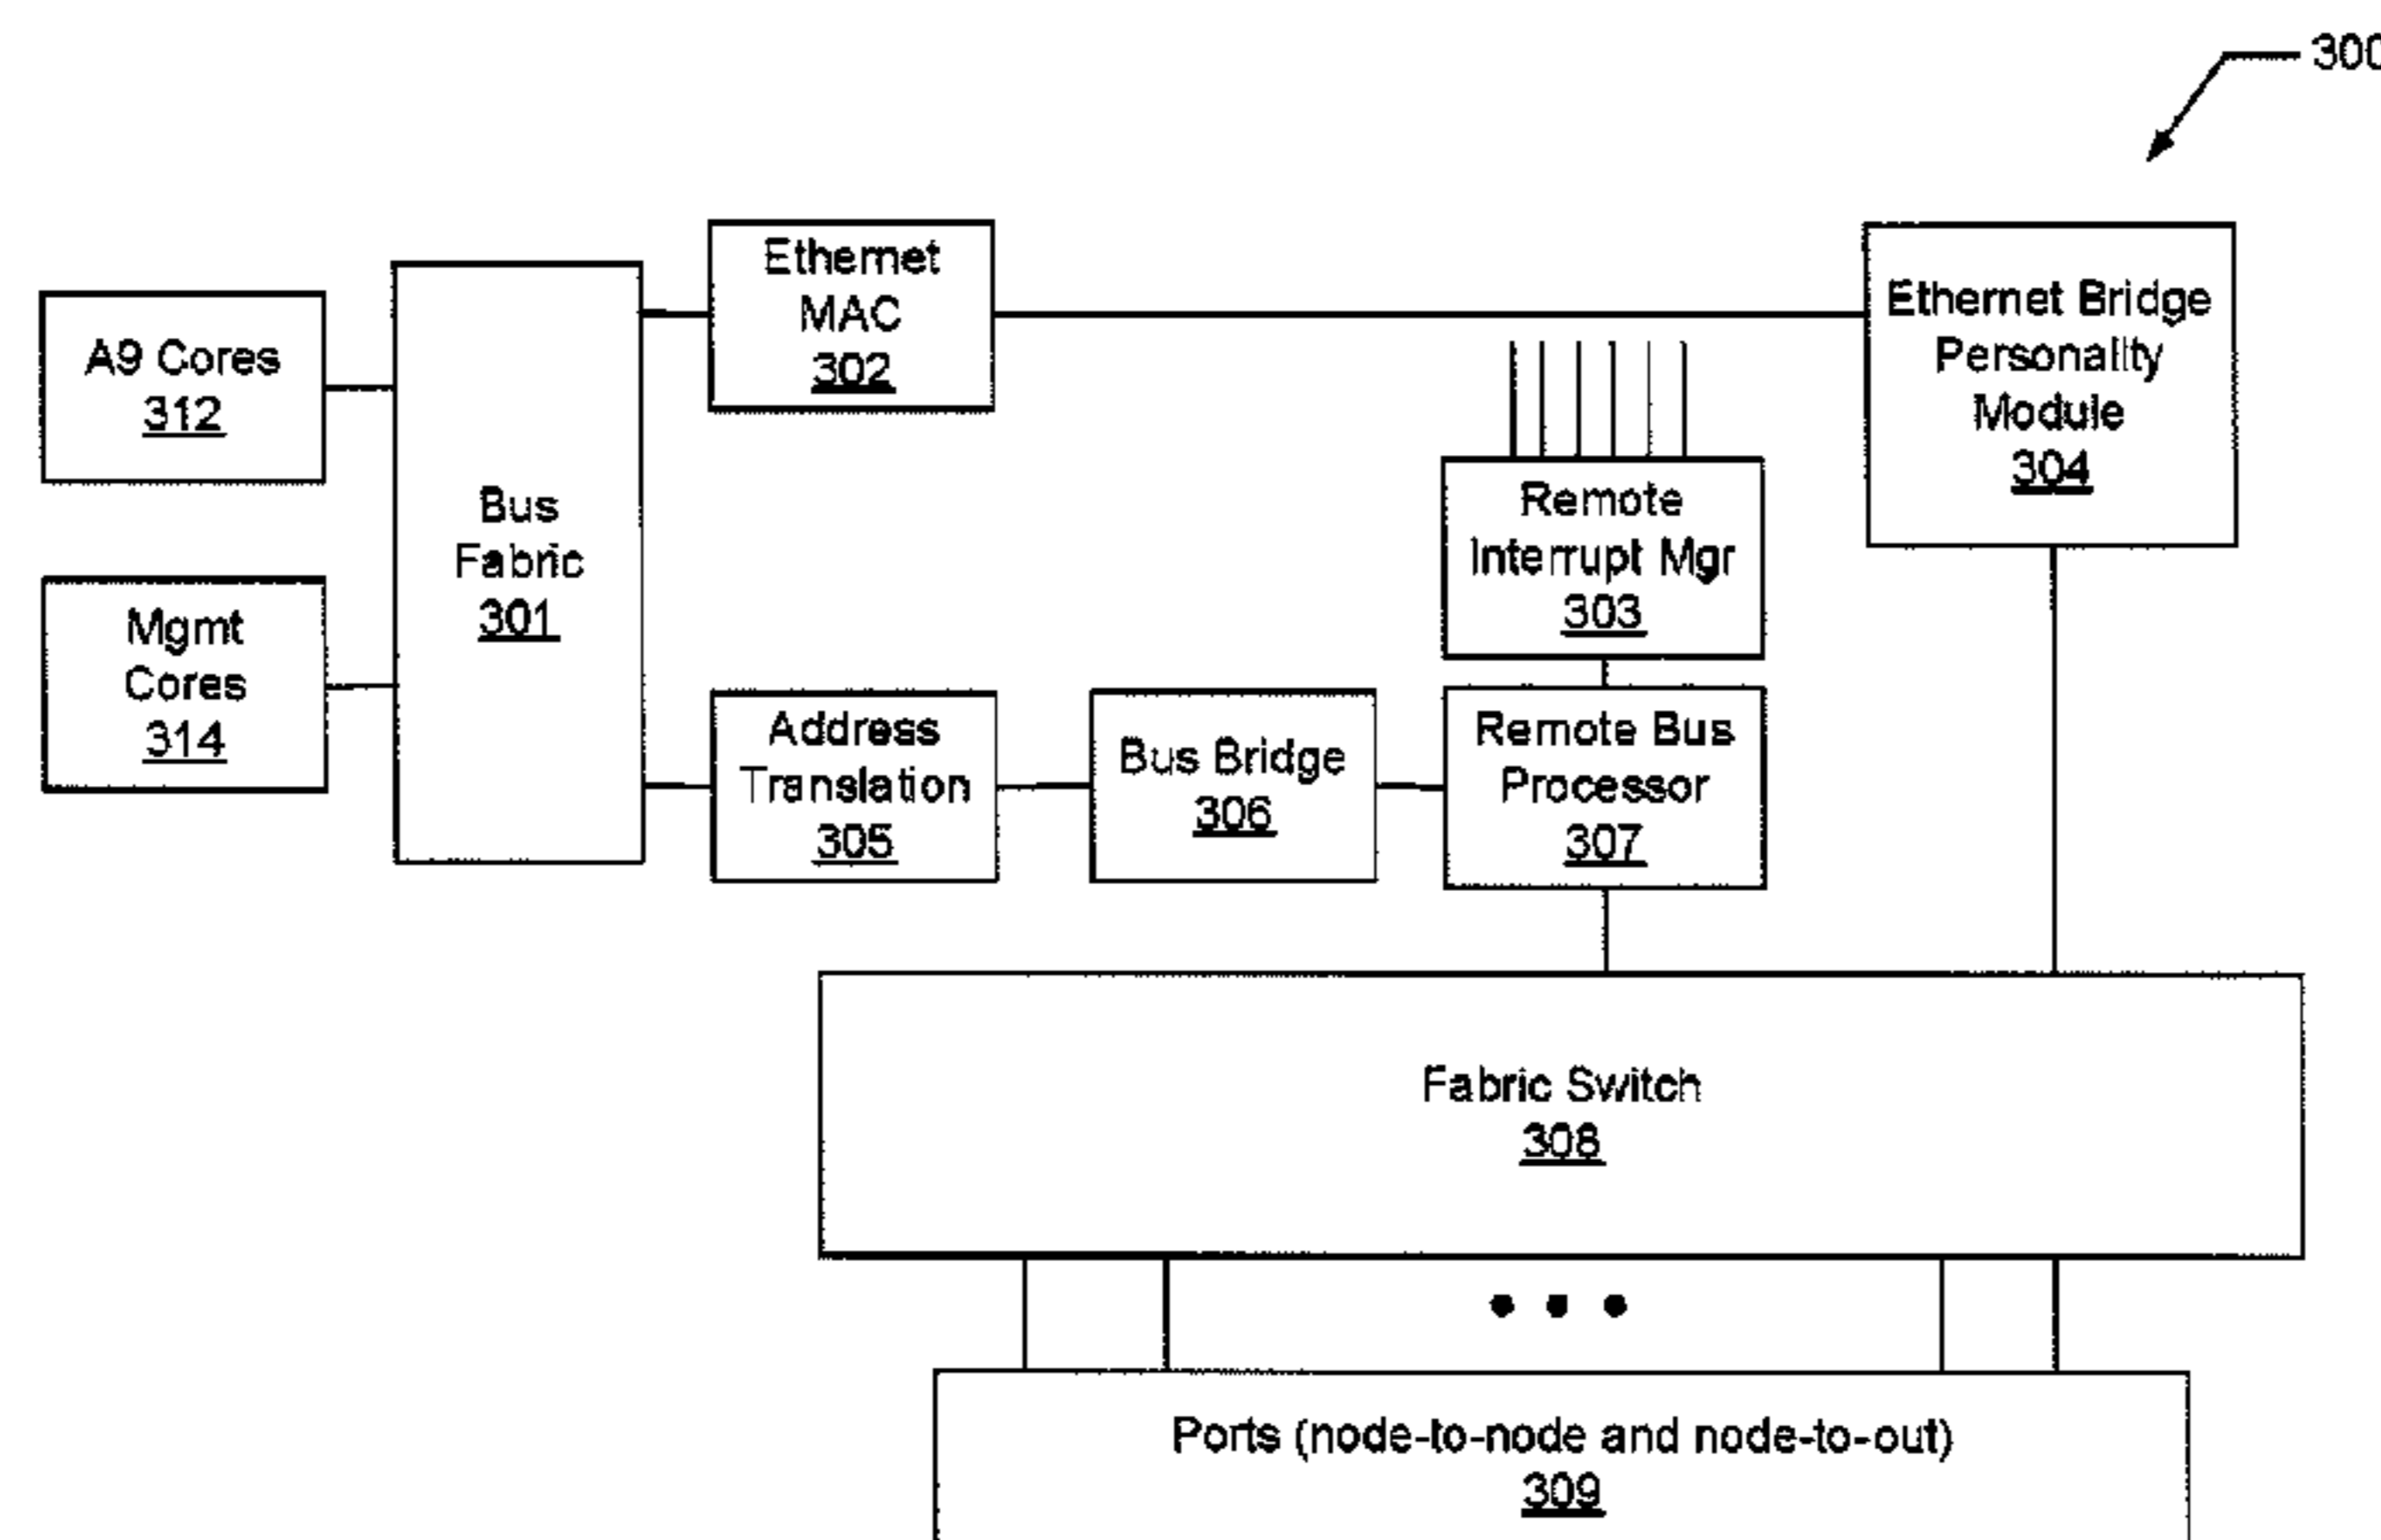 300
Ethernet
MAC
302
Ethernet Bridge
Personality
Module
304
A9 Cores
312
Bus
Fabric
301
Remote
Interrupt Mgr
303
Mgmt
Cores
314
Address
Translation
305
Bus Bridge
306
Remote Bus
Processor
307
Fabric Switch
308
Ports (node-to-node and node-to-out)
309